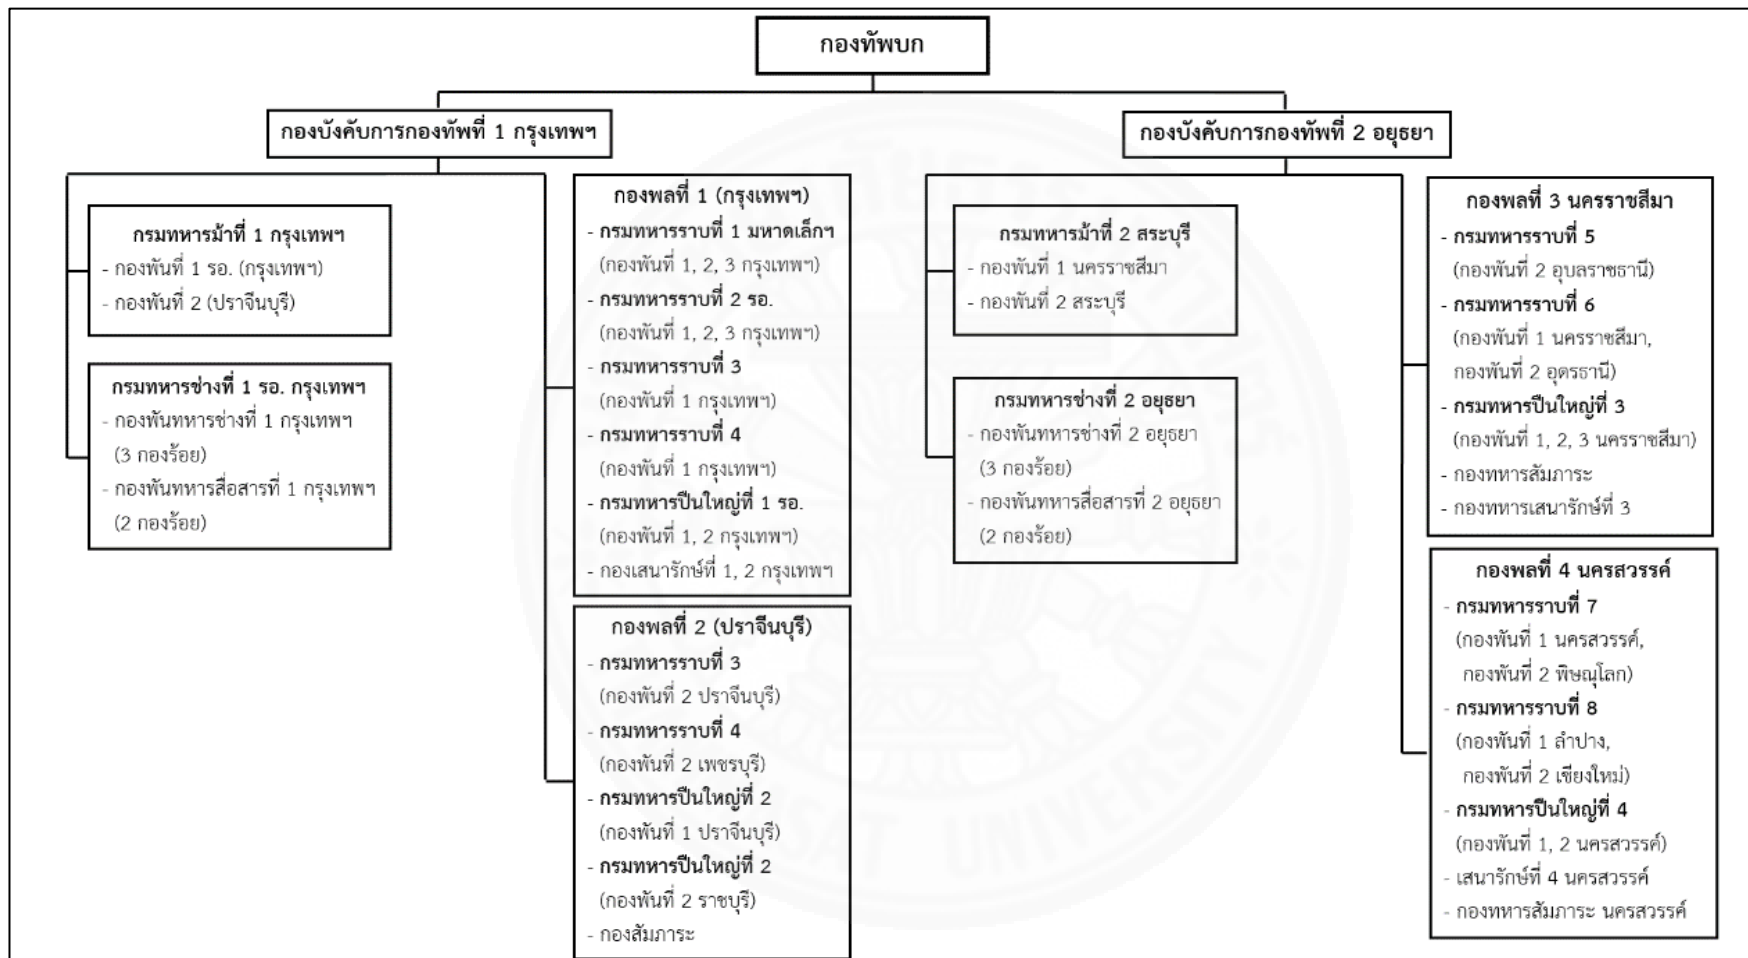 กองทัพบก
กองบังคับการกองทัพที่ 1 กรุงเทพฯ
กรมทหารม้าที่ 1 กรุงเทพฯ
- กองพันที่ 1 รอ. (กรุงเทพฯ)
- กองพันที่ 2 (ปราจีนบุรี)
กรมทหารช่างที่ 1 รอ. กรุงเทพฯ
- กองพันทหารช่างที่ 1 กรุงเทพฯ
(3 กองร้อย)
- กองพันทหารสื่อสารที่ 1 กรุงเทพฯ
(2 กองร้อย)
กองพลที่ 1 (กรุงเทพฯ)
- กรมทหารราบที่ 1 มหาดเล็กฯ
(กองพันที่ 1, 2, 3 กรุงเทพฯ)
- กรมทหารราบที่ 2 รอ.
(กองพันที่ 1, 2, 3 กรุงเทพฯ)
- กรมทหารราบที่ 3
(กองพันที่ 1 กรุงเทพฯ)
- กรมทหารราบที่ 4
(กองพันที่ 1 กรุงเทพฯ)
- กรมทหารปืนใหญ่ที่ 1 รอ.
(กองพันที่ 1, 2 กรุงเทพฯ)
- กองเสนารักษ์ที่ 1, 2 กรุงเทพฯ
กองพลที่ 2 (ปราจีนบุรี)
- กรมทหารราบที่ 3
(กองพันที่ 2 ปราจีนบุรี)
- กรมทหารราบที่ 4
(กองพันที่ 2 เพชรบุรี)
- กรมทหารปืนใหญ่ที่ 2
(กองพันที่ 1 ปราจีนบุรี)
- กรมทหารปืนใหญ่ที่ 2
(กองพันที่ 2 ราชบุรี)
- กองสัมภาระ
กองบังคับการกองทัพที่ 2 อยุธยา
กรมทหารม้าที่ 2 สระบุรี
- กองพันที่ 1 นครราชสีมา
- กองพันที่ 2 สระบุรี
กรมทหารช่างที่ 2 อยุธยา
- กองพันทหารช่างที่ 2 อยุธยา
(3 กองร้อย)
- กองพันทหารสื่อสารที่ 2 อยุธยา
(2 กองร้อย)
กองพลที่ 3 นครราชสีมา
- กรมทหารราบที่ 5
(กองพันที่ 2 อุบลราชธานี)
- กรมทหารราบที่ 6
(กองพันที่ 1 นครราชสีมา,
กองพันที่ 2 อุดรธานี)
- กรมทหารปืนใหญ่ที่ 3
(กองพันที่ 1, 2, 3 นครราชสีมา)
- กองทหารสัมภาระ
- กองทหารเสนารักษ์ที่ 3
กองพลที่ 4 นครสวรรค์
- กรมทหารราบที่ 7
(กองพันที่ 1 นครสวรรค์,
กองพันที่ 2 พิษณุโลก)
- กรมทหารราบที่ 8
(กองพันที่ 1 ลำปาง,
กองพันที่ 2 เชียงใหม่)
- กรมทหารปืนใหญ่ที่ 4
(กองพันที่ 1, 2 นครสวรรค์)
- เสนารักษ์ที่ 4 นครสวรรค์
- กองทหารสัมภาระ นครสวรรค์